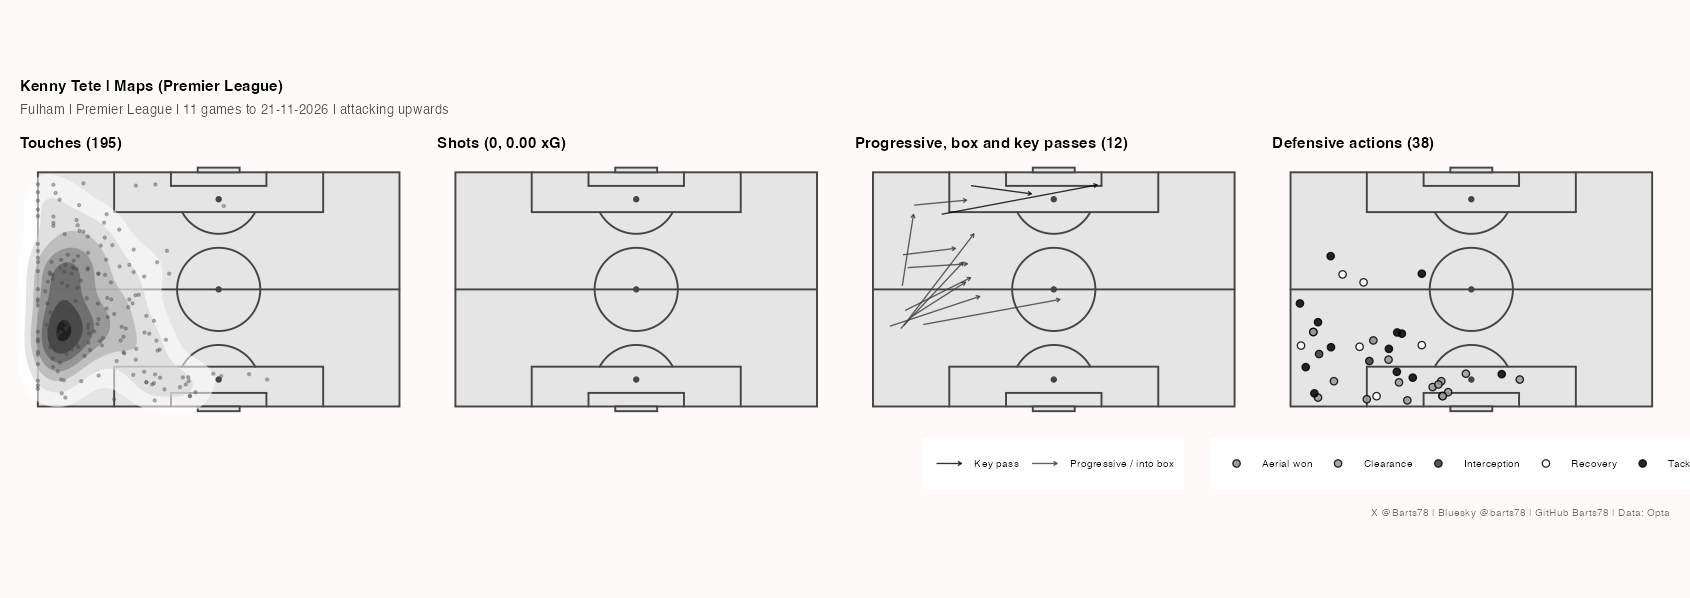 Kenny Tete | Maps (Premier League)
Fulham | Premier League | 11 games to 21-11-2026 | attacking upwards
Touches (195)
Shots (0, 0.00 xG)
Progressive, box and key passes (12)
Defensive actions (38)
Key pass
Progressive / into box
Aerial won
Clearance
Interception
Recovery
Tack
X @Barts78 | Bluesky @barts78 | GitHub Barts78 | Data: Opta